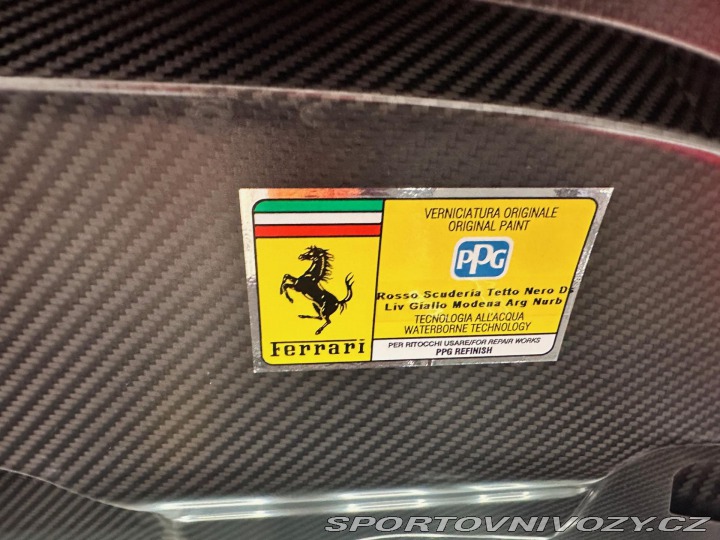 VERNICIATURA ORIGINALE
ORIGINAL PAINT
PPG
Rosso Scuderia Tetto Nero Ds
Liv Giallo Modena Arg Nurb
TECNOLOGIA ALL'ACQUA
WATERBORNE TECHNOLOGY
Ferrari
PER RITOCCHI USARE/FOR REPAIR WORKS
PPG REFINISH
SPORTOVNIVOZY.CZ